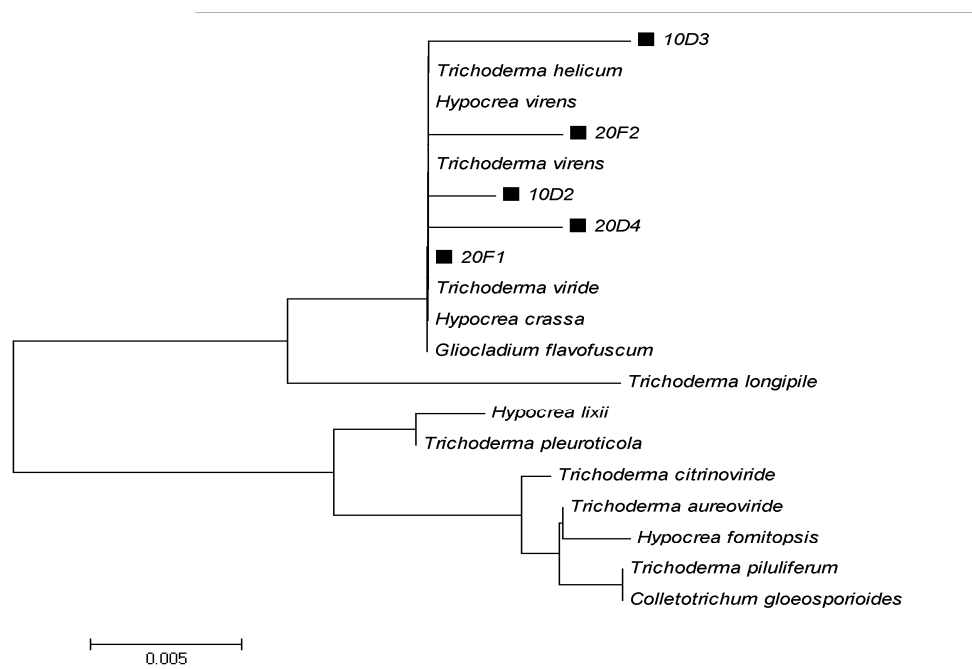 10D3
Trichoderma helicum
Hypocrea virens
20F2
Trichoderma virens
10D2
20D4
20F1
Trichoderma viride
Hypocrea crassa
Gliocladium flavofuscum
Trichoderma longipile
Hypocrea lixii
Trichoderma pleuroticola
Trichoderma citrinoviride
Trichoderma aureoviride
Hypocrea fomitopsis
Trichoderma piluliferum
Colletotrichum gloeosporioides
0.005